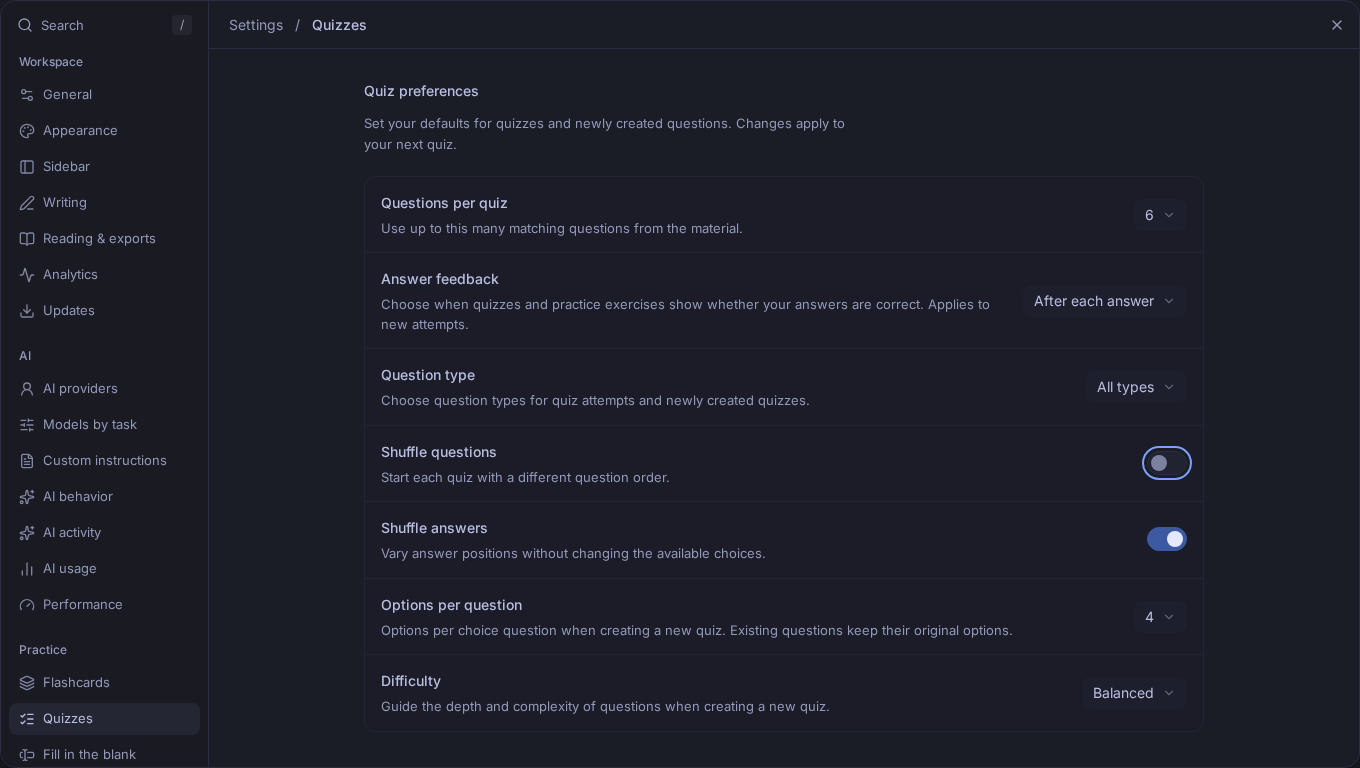 Search /
Workspace
General
Appearance
Sidebar
Writing
Reading & exports
Analytics
Updates
AI
AI providers
Models by task
Custom instructions
AI behavior
AI activity
AI usage
Performance
Practice
Flashcards
Quizzes
Fill in the blank
Settings / Quizzes
Quiz preferences
Set your defaults for quizzes and newly created questions. Changes apply to
your next quiz.
Questions per quiz
Use up to this many matching questions from the material.
6
Answer feedback
Choose when quizzes and practice exercises show whether your answers are correct. Applies to
new attempts.
After each answer
Question type
Choose question types for quiz attempts and newly created quizzes.
All types
Shuffle questions
Start each quiz with a different question order.
Shuffle answers
Vary answer positions without changing the available choices.
Options per question
Options per choice question when creating a new quiz. Existing questions keep their original options.
4
Difficulty
Guide the depth and complexity of questions when creating a new quiz.
Balanced